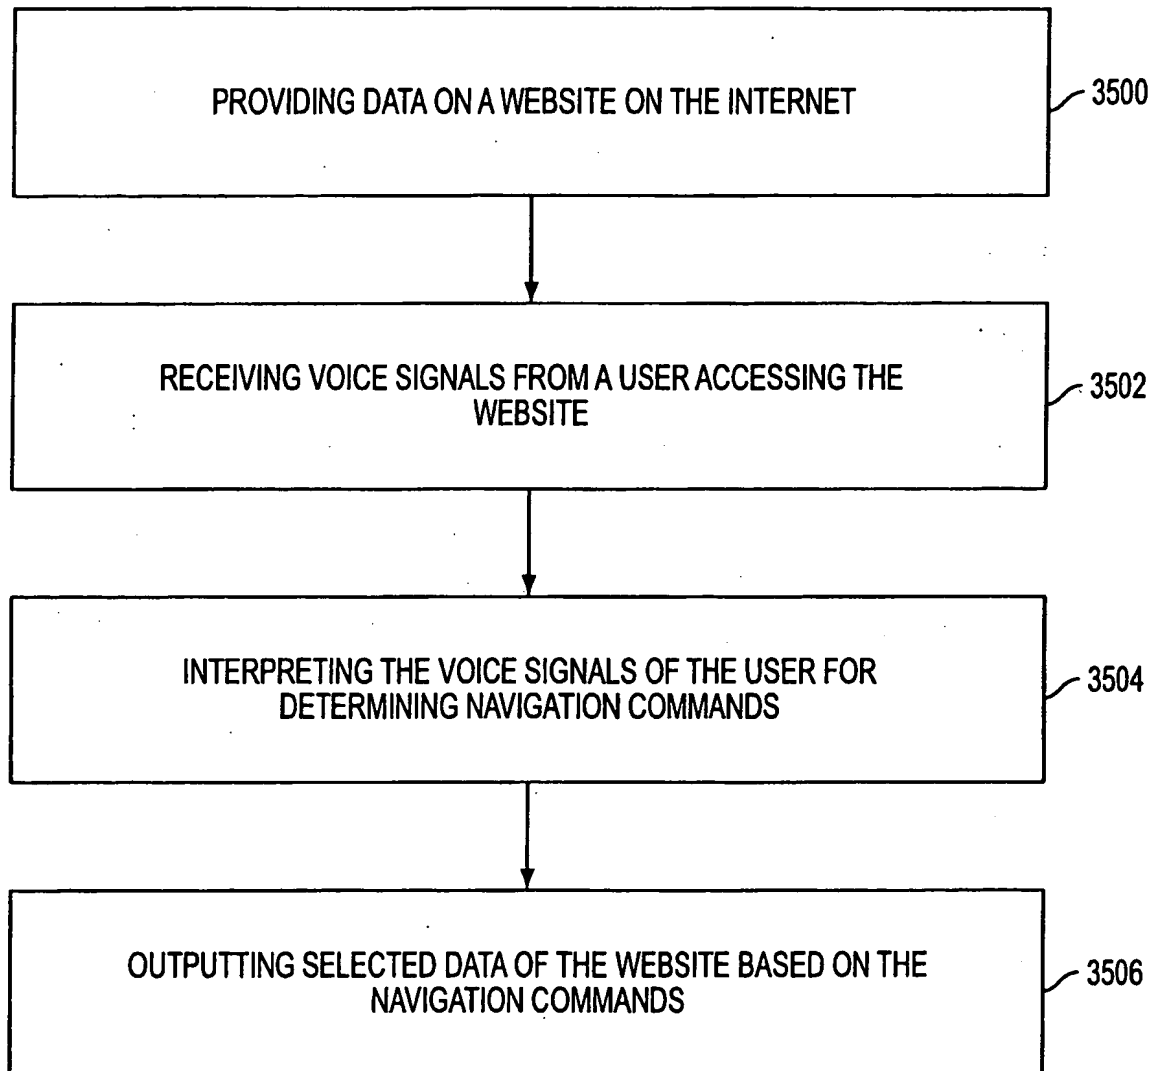 PROVIDING DATA ON A WEBSITE ON THE INTERNET
3500
RECEIVING VOICE SIGNALS FROM A USER ACCESSING THE
WEBSITE
3502
INTERPRETING THE VOICE SIGNALS OF THE USER FOR
DETERMINING NAVIGATION COMMANDS
3504
OUTPUTTING SELECTED DATA OF THE WEBSITE BASED ON THE
NAVIGATION COMMANDS
3506